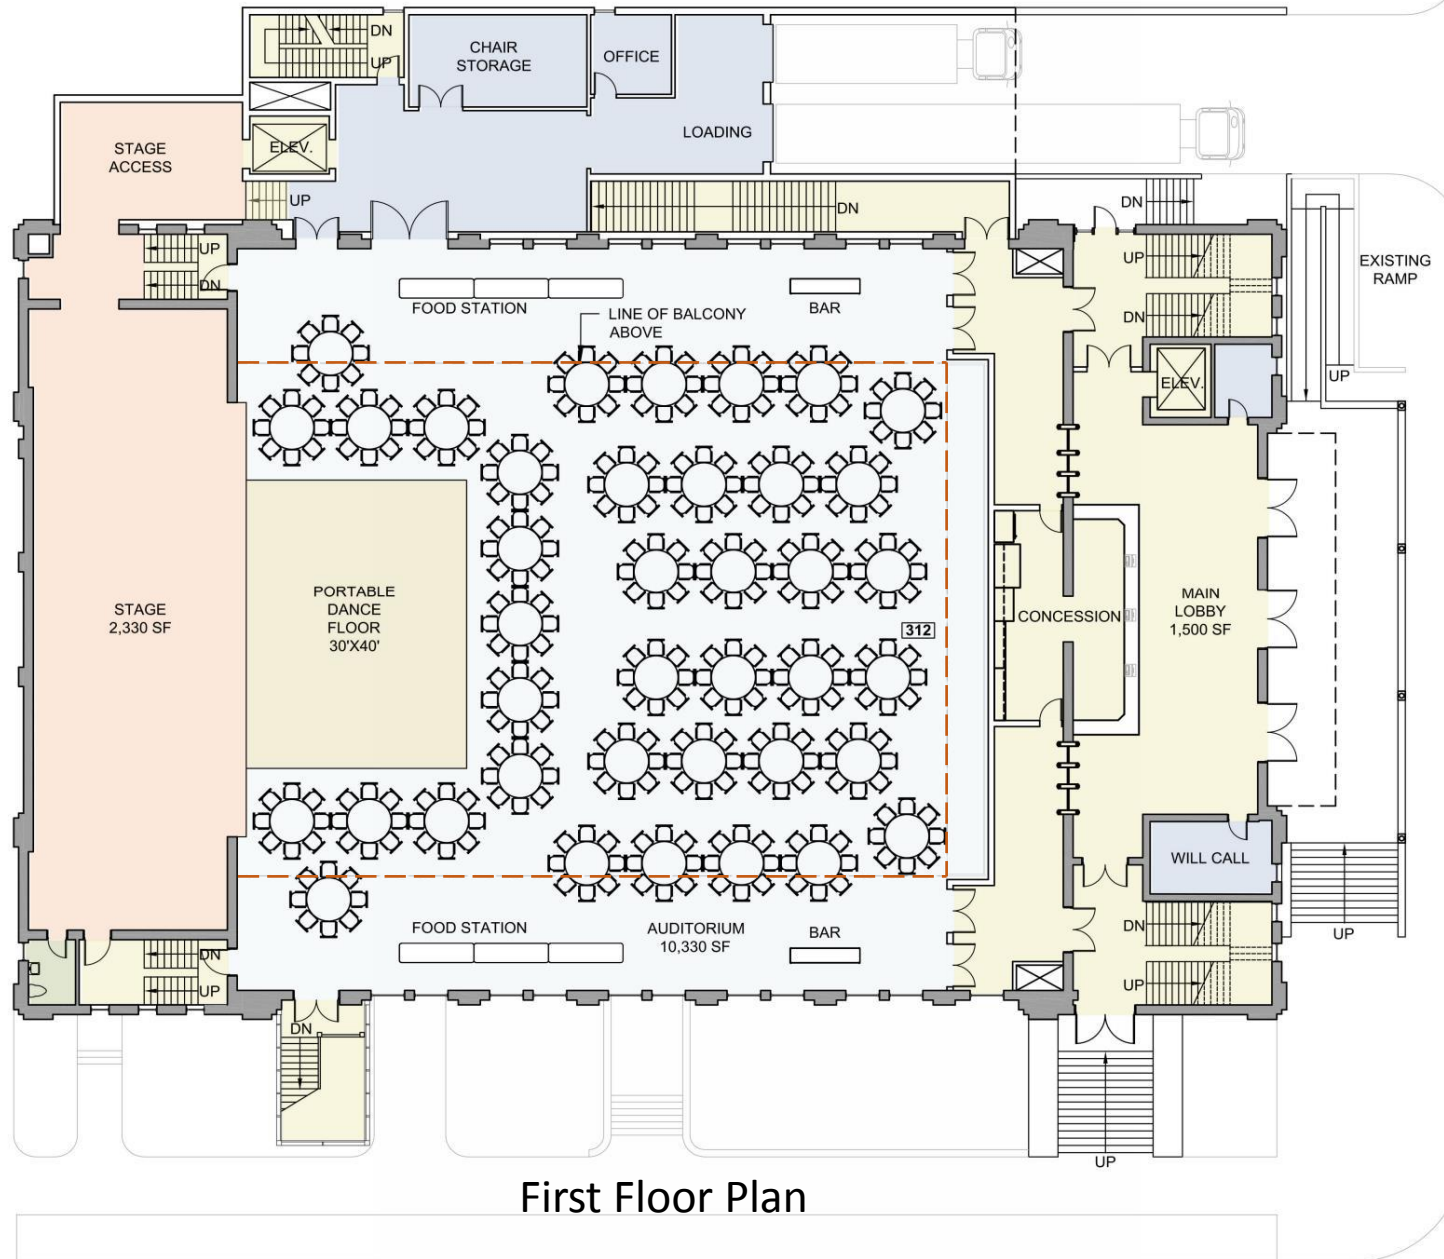 DN
UP
CHAIR
STORAGE
OFFICE
LOADING
STAGE
ACCESS
ELEV.
UP
DN
DN
UP
DN
UP
DN
EXISTING
RAMP
FOOD STATION
BAR
LINE OF BALCONY
ABOVE
ELEV.
UP
PORTABLE
DANCE
FLOOR
30'X40'
STAGE
2,330 SF
312
CONCESSION
MAIN
LOBBY
1,500 SF
WILL CALL
FOOD STATION
AUDITORIUM
10,330 SF
BAR
DN
UP
DN
UP
UP
DN
UP
First Floor Plan